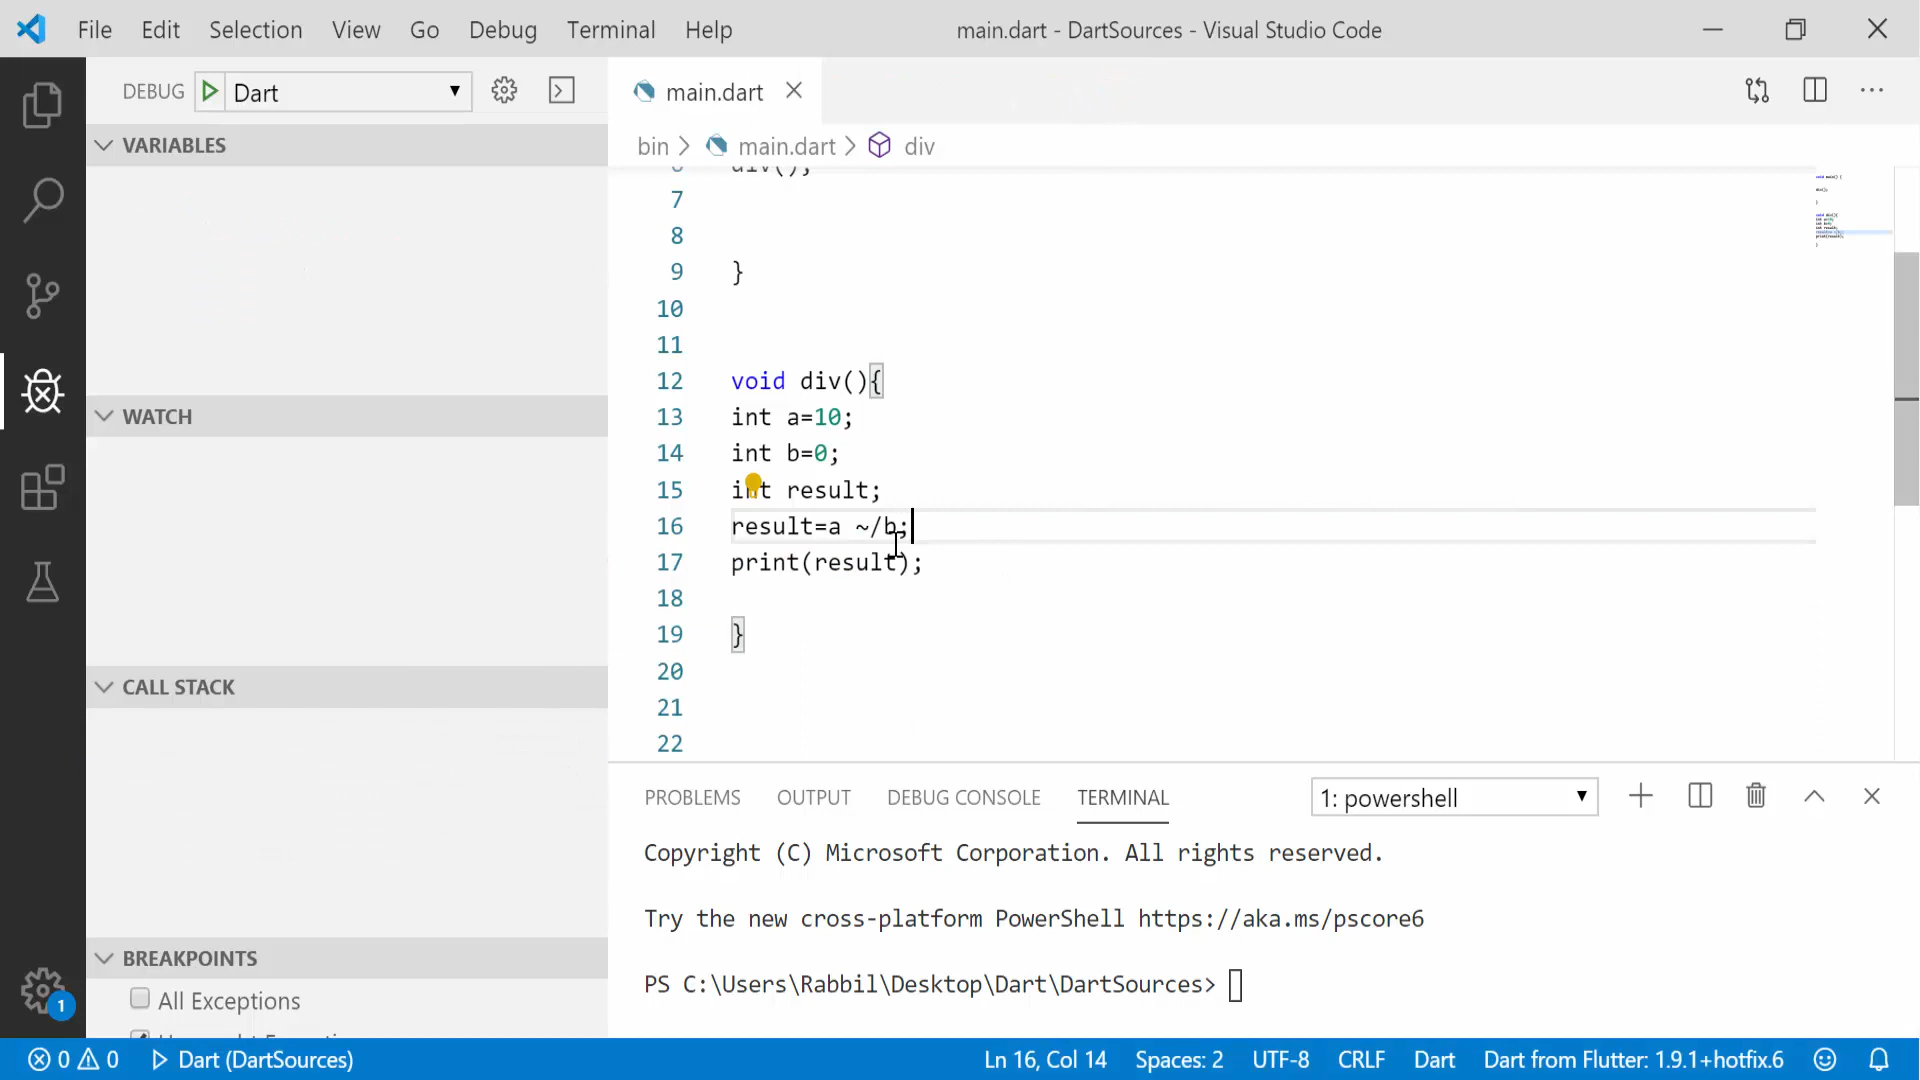 File Edit Selection View Go Debug Terminal Help main.dart - DartSources - Visual Studio Code
DEBUG Dart
main.dart
VARIABLES
bin main.dart div
6 div();
7
8
9 }
10
11
12 void div(){
13 int a=10;
14 int b=0;
15 int result;
16 result=a ~/b;
17 print(result);
18
19 }
20
21
22
WATCH
CALL STACK
BREAKPOINTS
All Exceptions
PROBLEMS OUTPUT DEBUG CONSOLE TERMINAL 1: powershell
Copyright (C) Microsoft Corporation. All rights reserved.
Try the new cross-platform PowerShell https://aka.ms/pscore6
PS C:\Users\Rabbil\Desktop\Dart\DartSources>
1
0 0 Dart (DartSources) Ln 16, Col 14 Spaces: 2 UTF-8 CRLF Dart Dart from Flutter: 1.9.1+hotfix.6